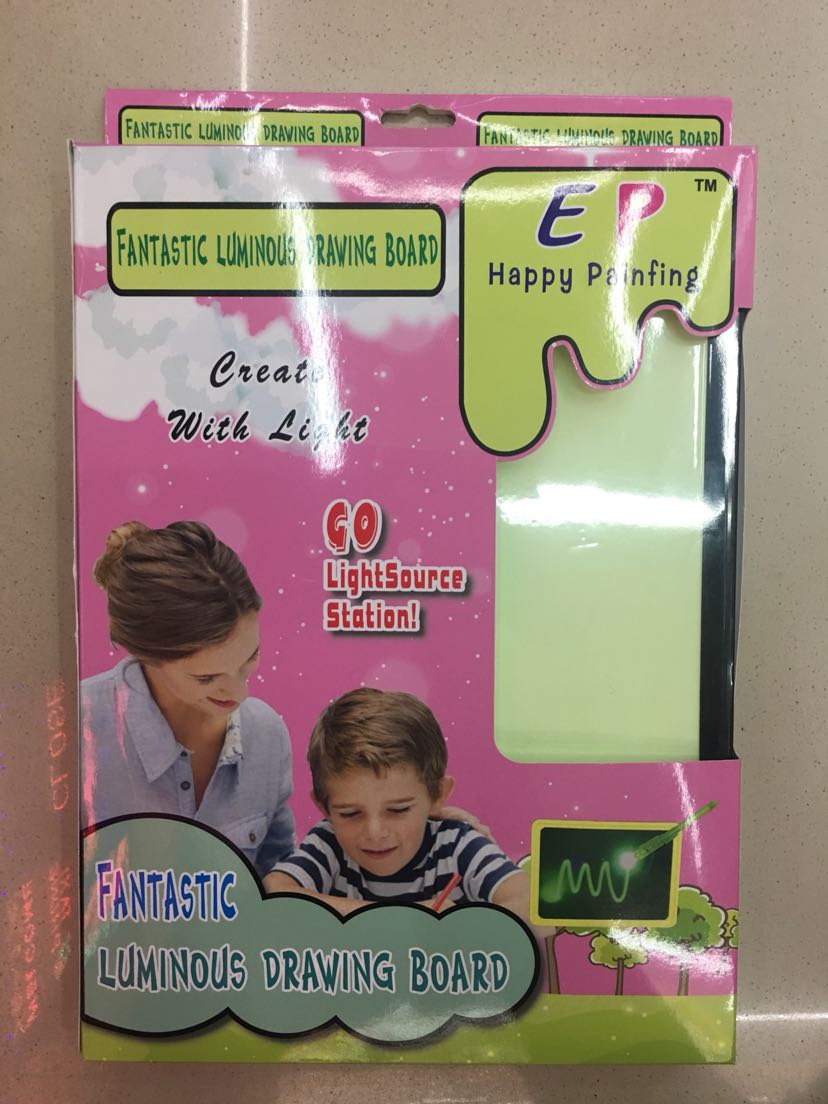 FANTASTIC LUMINOUS DRAWING BOARD
FANTASTIC LUMINOUS DRAWING BOARD
EP TM
Happy Painfing
FANTASTIC LUMINOUS DRAWING BOARD
Create
With Light
GO
LightSource
Station!
FANTASTIC
LUMINOUS DRAWING BOARD
CLOSE